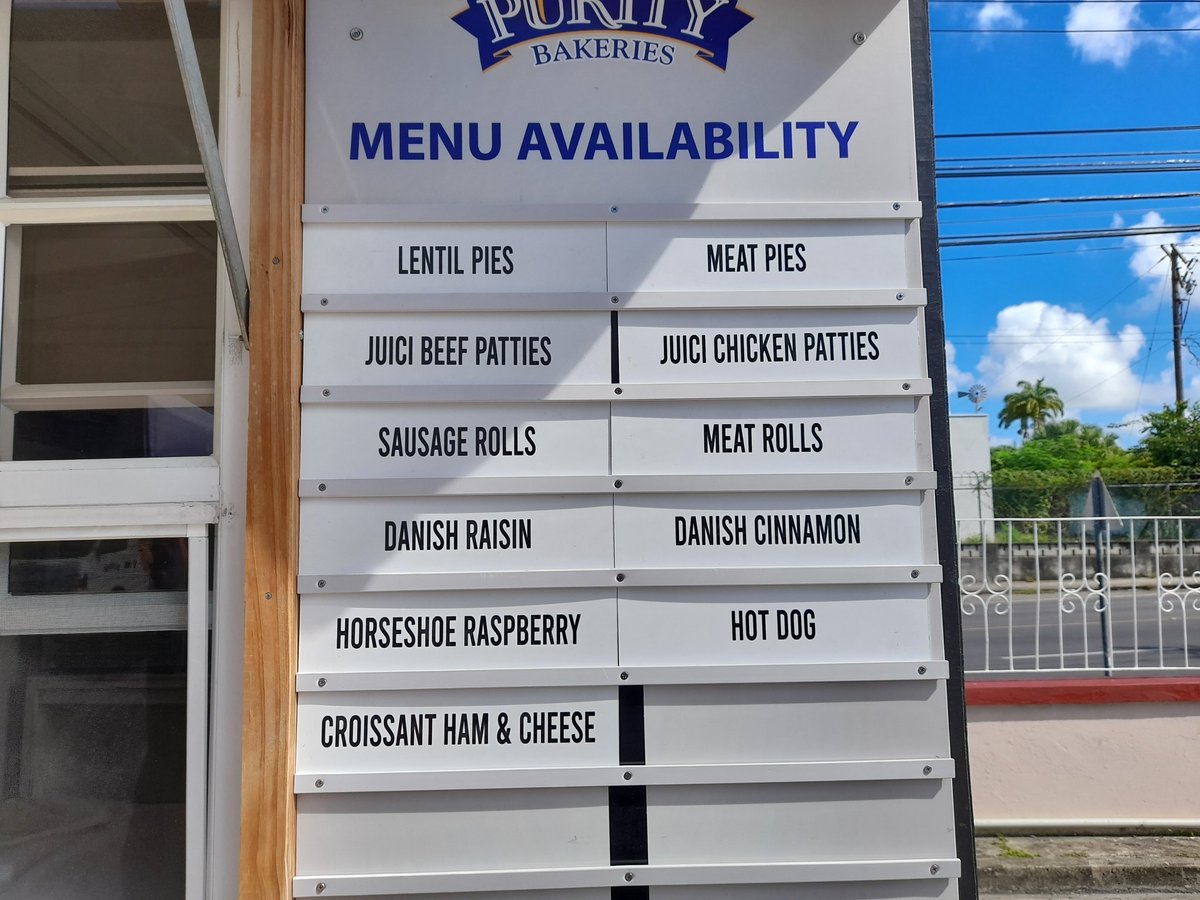 PURITY
BAKERIES
MENU AVAILABILITY
LENTIL PIES MEAT PIES
JUICI BEEF PATTIES JUICI CHICKEN PATTIES
SAUSAGE ROLLS MEAT ROLLS
DANISH RAISIN DANISH CINNAMON
HORSESHOE RASPBERRY HOT DOG
CROISSANT HAM & CHEESE